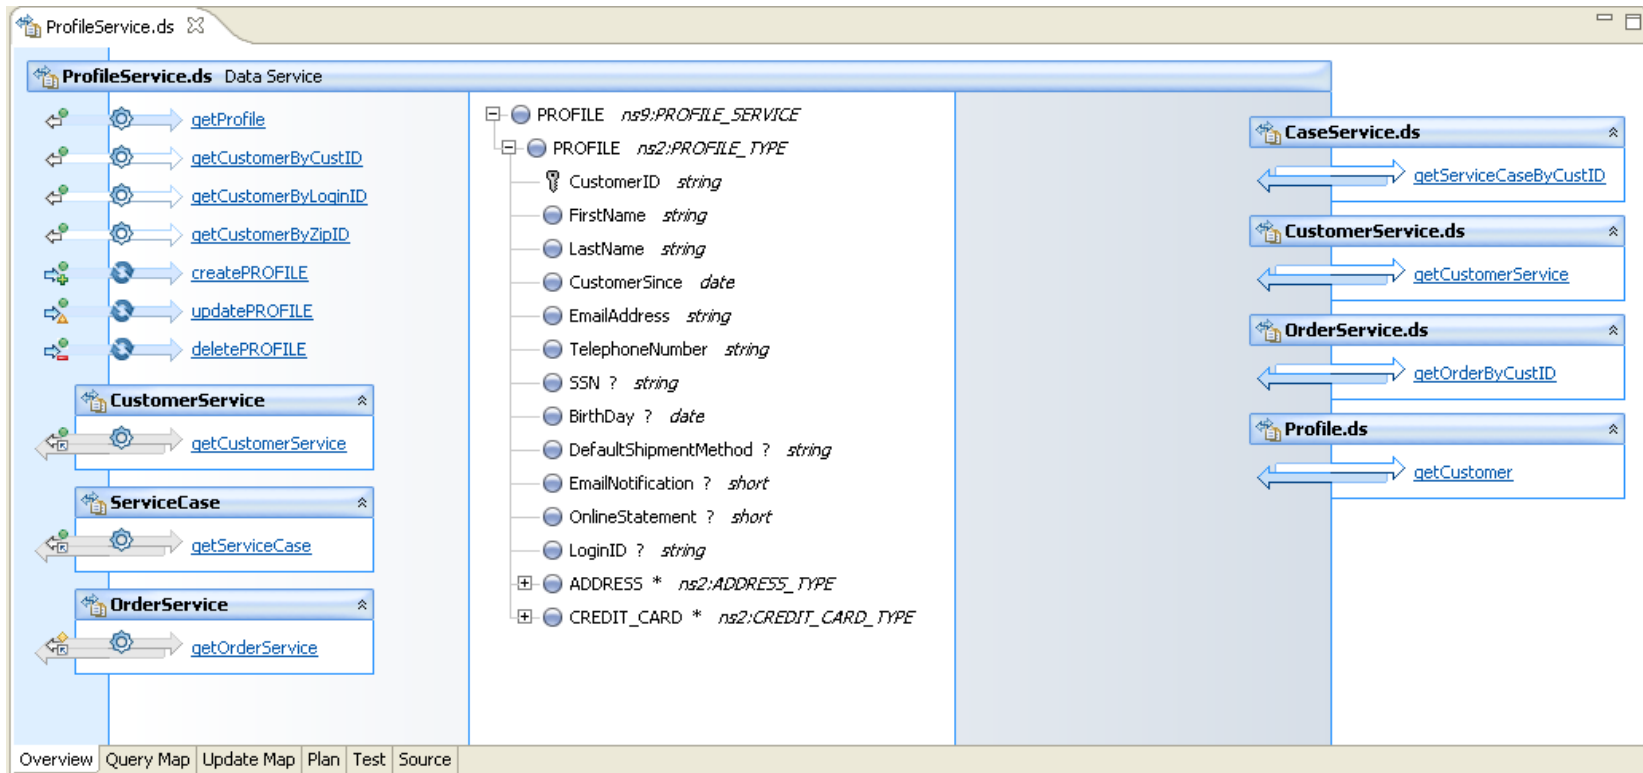 ProfileService.ds
ProfileService.ds Data Service
getProfile
getCustomerByCustID
getCustomerByLoginID
getCustomerByZipID
createPROFILE
updatePROFILE
deletePROFILE
CustomerService
getCustomerService
ServiceCase
getServiceCase
OrderService
getOrderService
PROFILE ns9:PROFILE_SERVICE
PROFILE ns2:PROFILE_TYPE
CustomerID string
FirstName string
LastName string
CustomerSince date
EmailAddress string
TelephoneNumber string
SSN ? string
BirthDay ? date
DefaultShipmentMethod ? string
EmailNotification ? short
OnlineStatement ? short
LoginID ? string
ADDRESS * ns2:ADDRESS_TYPE
CREDIT_CARD * ns2:CREDIT_CARD_TYPE
CaseService.ds
getServiceCaseByCustID
CustomerService.ds
getCustomerService
OrderService.ds
getOrderByCustID
Profile.ds
getCustomer
Overview Query Map Update Map Plan Test Source